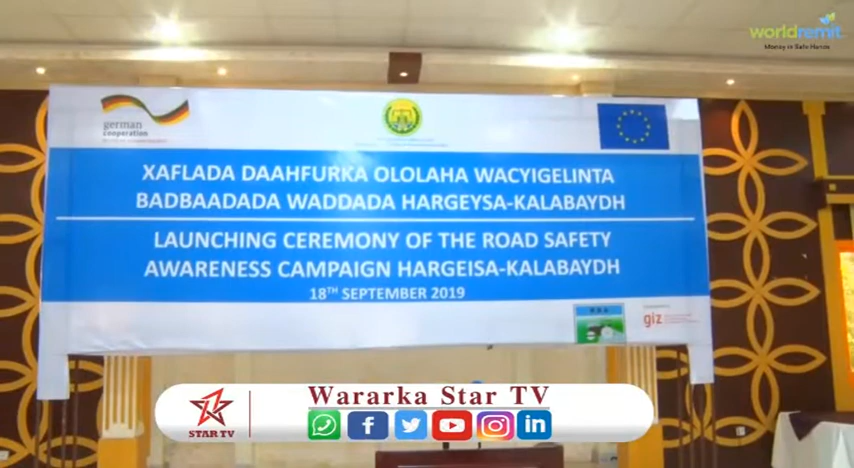 worldremit
Money in Safe Hands
german
cooperation
XAFLADA DAAHFURKA OLOLAHA WACYIGELINTA
BADBAADADA WADDADA HARGEYSA-KALABAYDH
LAUNCHING CEREMONY OF THE ROAD SAFETY
AWARENESS CAMPAIGN HARGEISA-KALABAYDH
18TH SEPTEMBER 2019
giz
Wararka Star TV
STAR TV